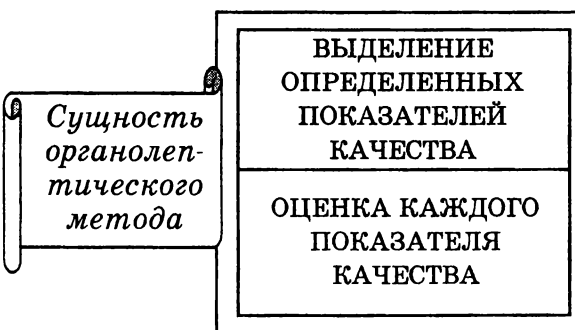 Сущность
органолеп-
тического
метода
ВЫДЕЛЕНИЕ
ОПРЕДЕЛЕННЫХ
ПОКАЗАТЕЛЕЙ
КАЧЕСТВА
ОЦЕНКА КАЖДОГО
ПОКАЗАТЕЛЯ
КАЧЕСТВА